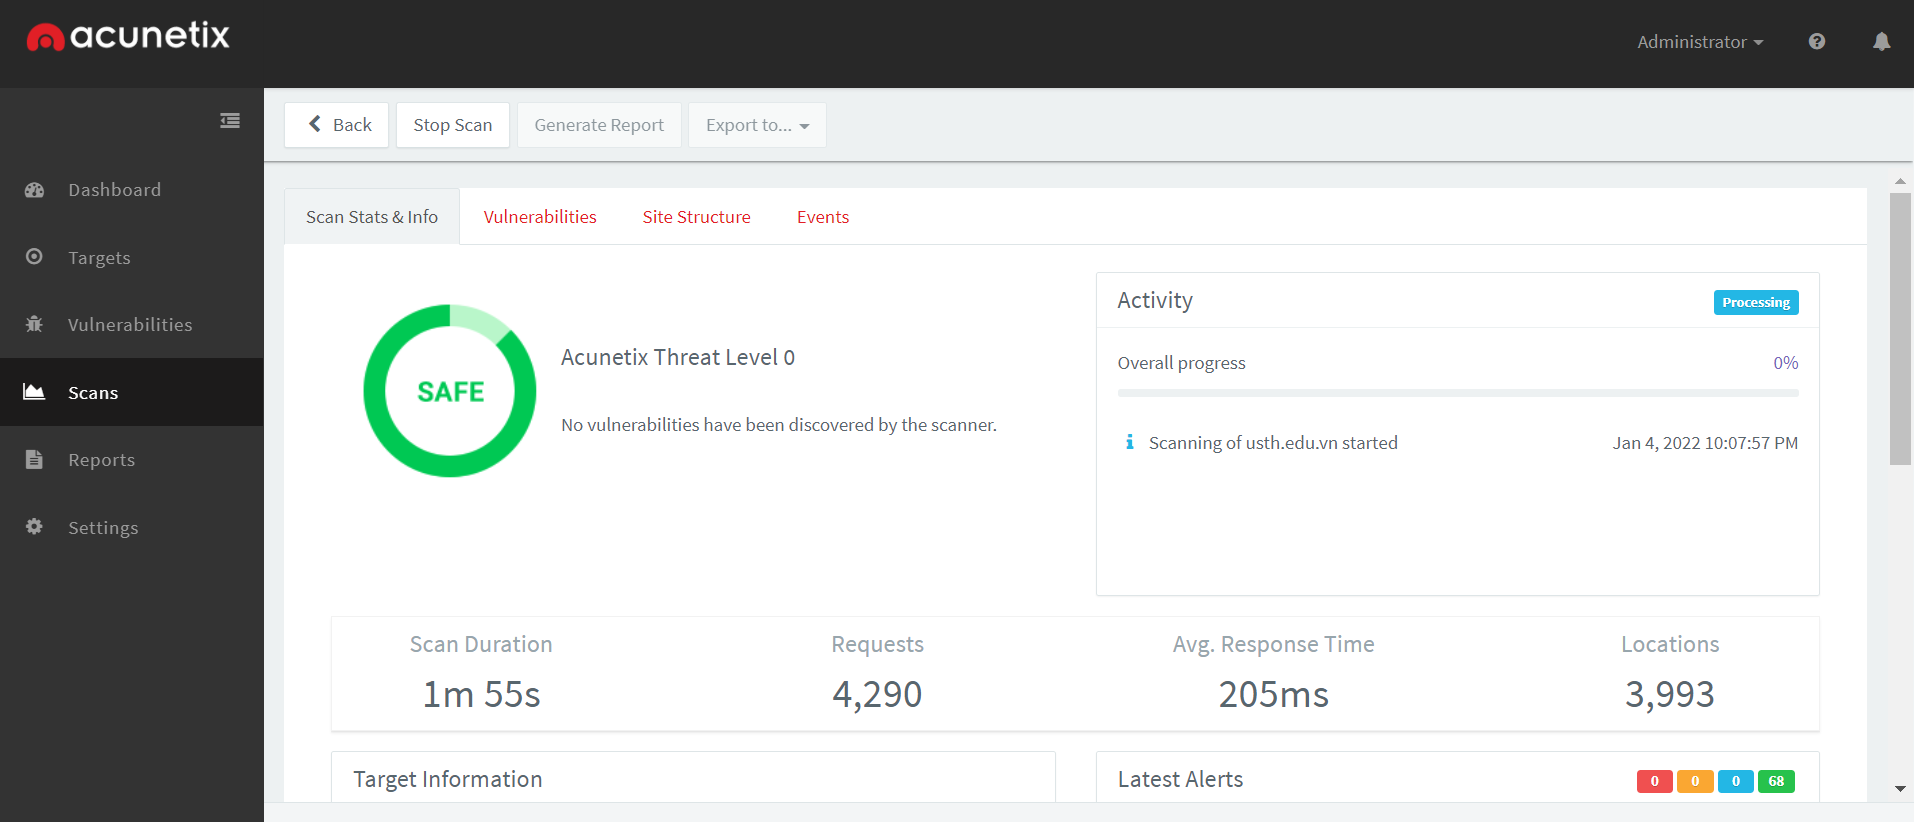 acunetix
Administrator
Back
Stop Scan
Generate Report
Export to...
Dashboard
Targets
Vulnerabilities
Scans
Reports
Settings
Scan Stats & Info
Vulnerabilities
Site Structure
Events
SAFE
Acunetix Threat Level 0
No vulnerabilities have been discovered by the scanner.
Activity
Processing
Overall progress
0%
Scanning of usth.edu.vn started
Jan 4, 2022 10:07:57 PM
Scan Duration
1m 55s
Requests
4,290
Avg. Response Time
205ms
Locations
3,993
Target Information
Latest Alerts
0
0
0
68